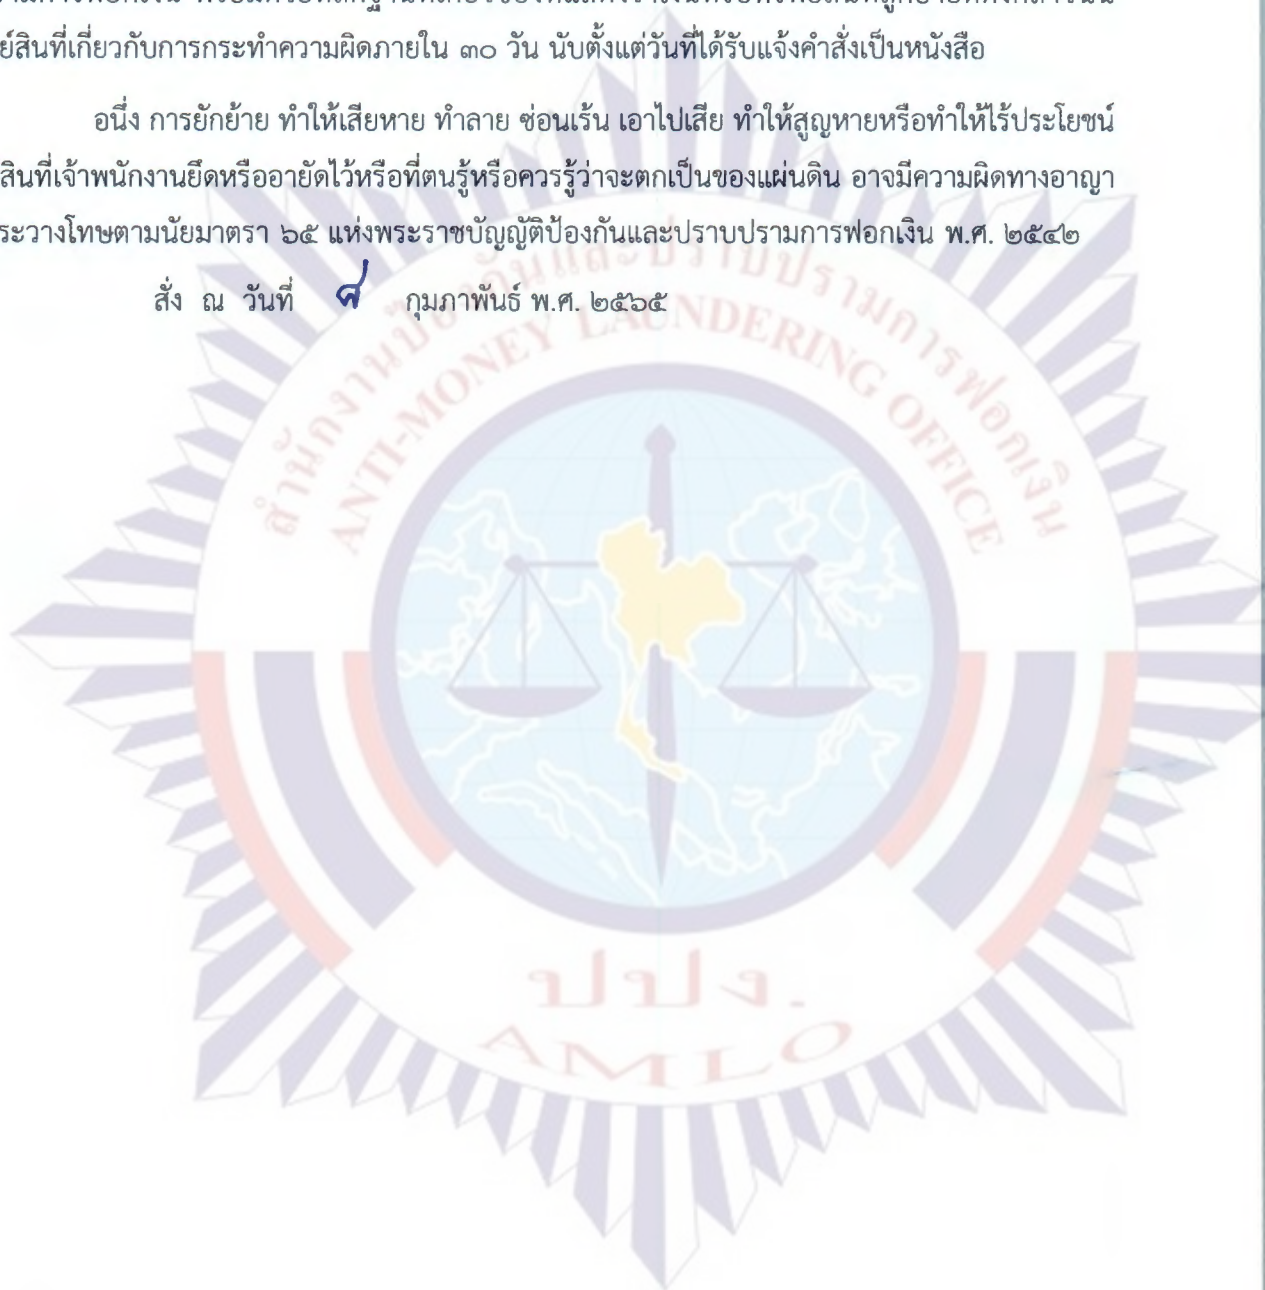 ย์สินที่เกี่ยวกับการกระทำความผิดภายใน ๓๐ วัน นับตั้งแต่วันที่ได้รับแจ้งคำสั่งเป็นหนังสือ
อนึ่ง การยักย้าย ทำให้เสียหาย ทำลาย ซ่อนเร้น เอาไปเสีย ทำให้สูญหายหรือทำให้ไร้ประโยชน์
สินที่เจ้าพนักงานยึดหรืออายัดไว้หรือที่ตนรู้หรือควรรู้ว่าจะตกเป็นของแผ่นดิน อาจมีความผิดทางอาญา
ระวางโทษตามนัยมาตรา ๖๕ แห่งพระราชบัญญัติป้องกันและปราบปรามการฟอกเงิน พ.ศ. ๒๕๔๒
สั่ง ณ วันที่ ๘ กุมภาพันธ์ พ.ศ. ๒๕๖๕
สำนักงานป้องกันและปราบปรามการฟอกเงิน
ANTI-MONEY LAUNDERING OFFICE
ปปง.
AMLO